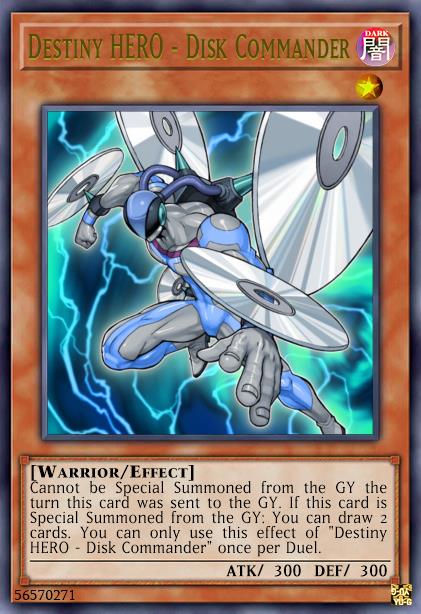 Destiny HERO - Disk Commander
DARK
闇
[Warrior/Effect]
Cannot be Special Summoned from the GY the
turn this card was sent to the GY. If this card is
Special Summoned from the GY: You can draw 2
cards. You can only use this effect of "Destiny
HERO - Disk Commander" once per Duel.
ATK/ 300 DEF/ 300
56570271